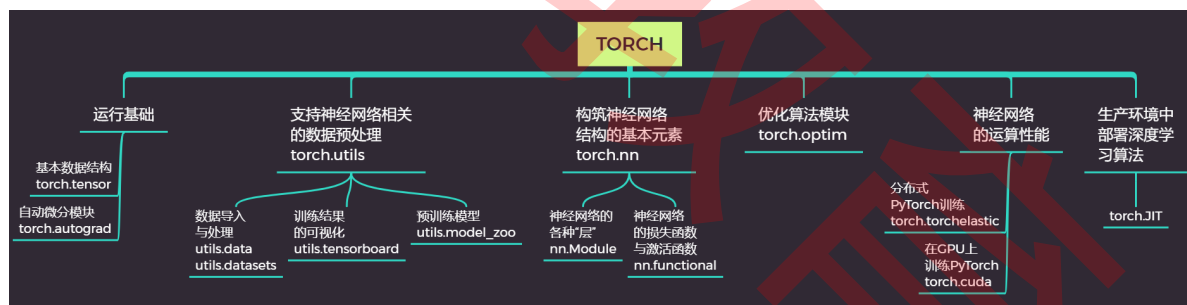 TORCH
运行基础
基本数据结构
torch.tensor
自动微分模块
torch.autograd
支持神经网络相关
的数据预处理
torch.utils
数据导入
与处理
utils.data
utils.datasets
训练结果
的可视化
utils.tensorboard
预训练模型
utils.model_zoo
构筑神经网络
结构的基本元素
torch.nn
神经网络的
各种“层”
nn.Module
神经网络
的损失函数
与激活函数
nn.functional
优化算法模块
torch.optim
神经网络
的运算性能
分布式
PyTorch训练
torch.torchelastic
在GPU上
训练PyTorch
torch.cuda
生产环境中
部署深度学
习算法
torch.JIT